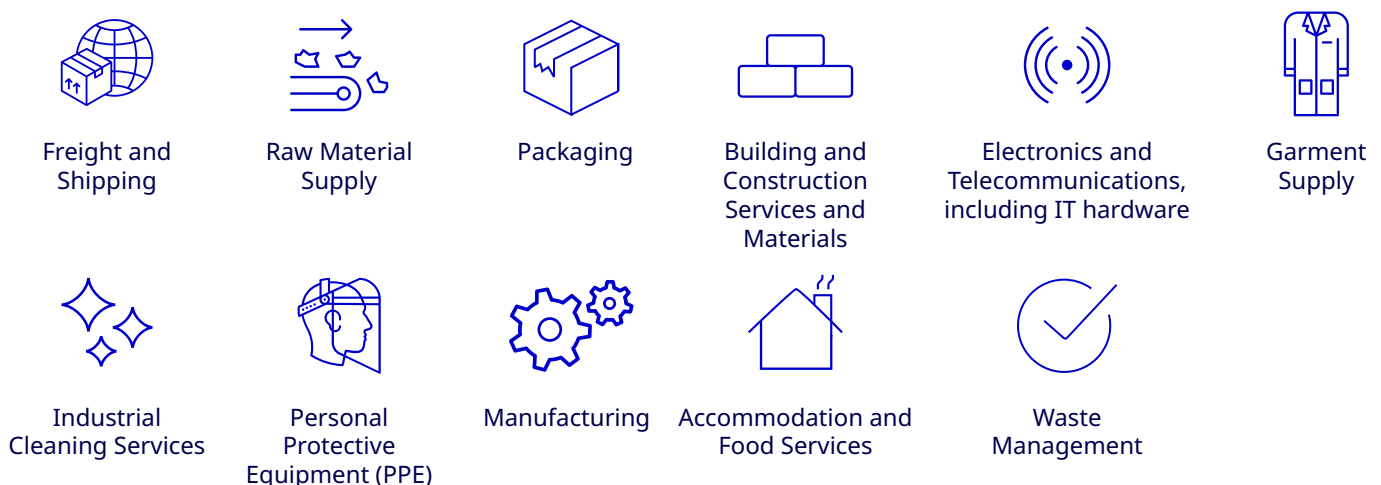 Freight and
Shipping
Raw Material
Supply
Packaging
Building and
Construction
Services and
Materials
Electronics and
Telecommunications,
including IT hardware
Garment
Supply
Industrial
Cleaning Services
Personal
Protective
Equipment (PPE)
Manufacturing
Accommodation and
Food Services
Waste
Management